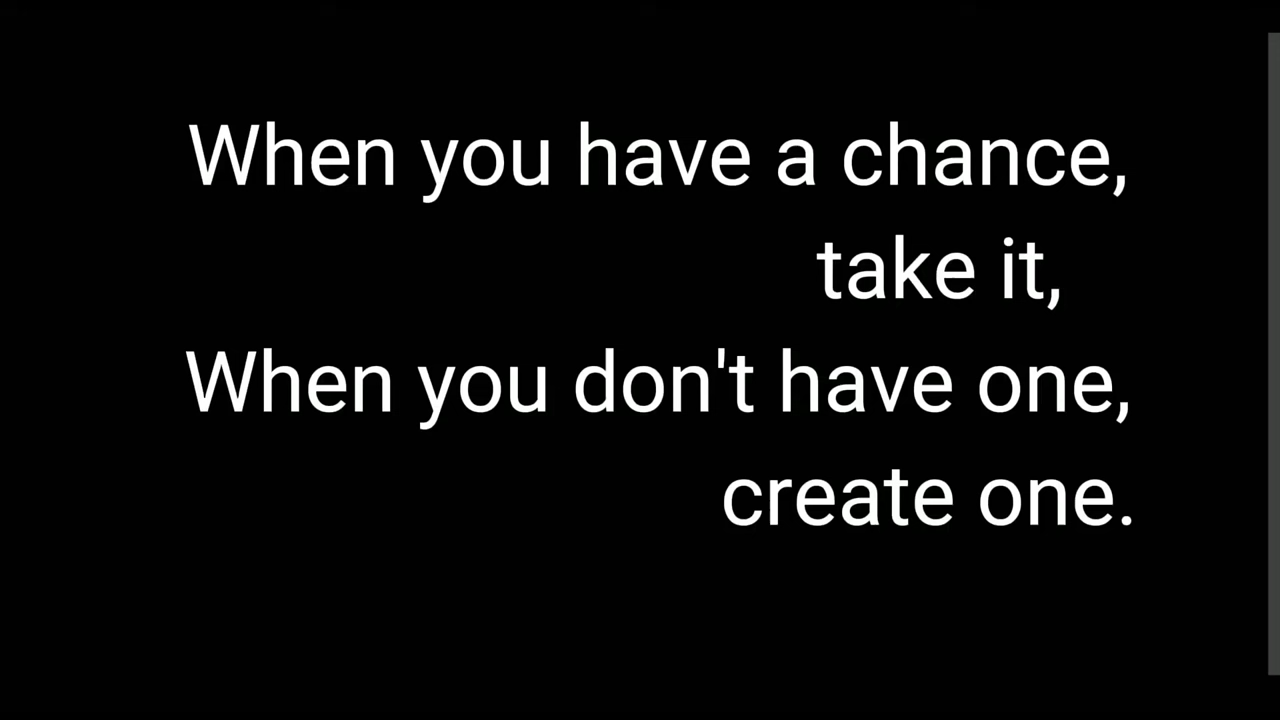 When you have a chance,
take it,
When you don't have one,
create one.